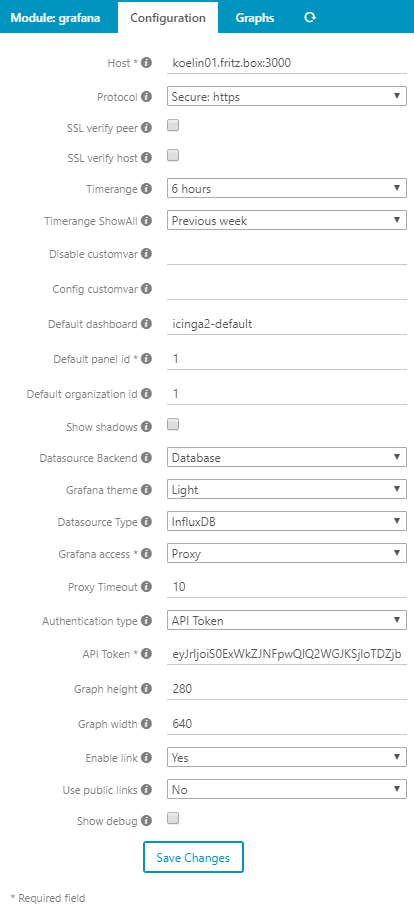 Module: grafana Configuration Graphs
Host * koelin01.fritz.box:3000
Protocol Secure: https
SSL verify peer
SSL verify host
Timerange 6 hours
Timerange ShowAll Previous week
Disable customvar
Config customvar
Default dashboard icinga2-default
Default panel id * 1
Default organization id 1
Show shadows
Datasource Backend Database
Grafana theme Light
Datasource Type InfluxDB
Grafana access * Proxy
Proxy Timeout 10
Authentication type API Token
API Token *
Graph height 280
Graph width 640
Enable link Yes
Use public links No
Show debug
Save Changes
* Required field